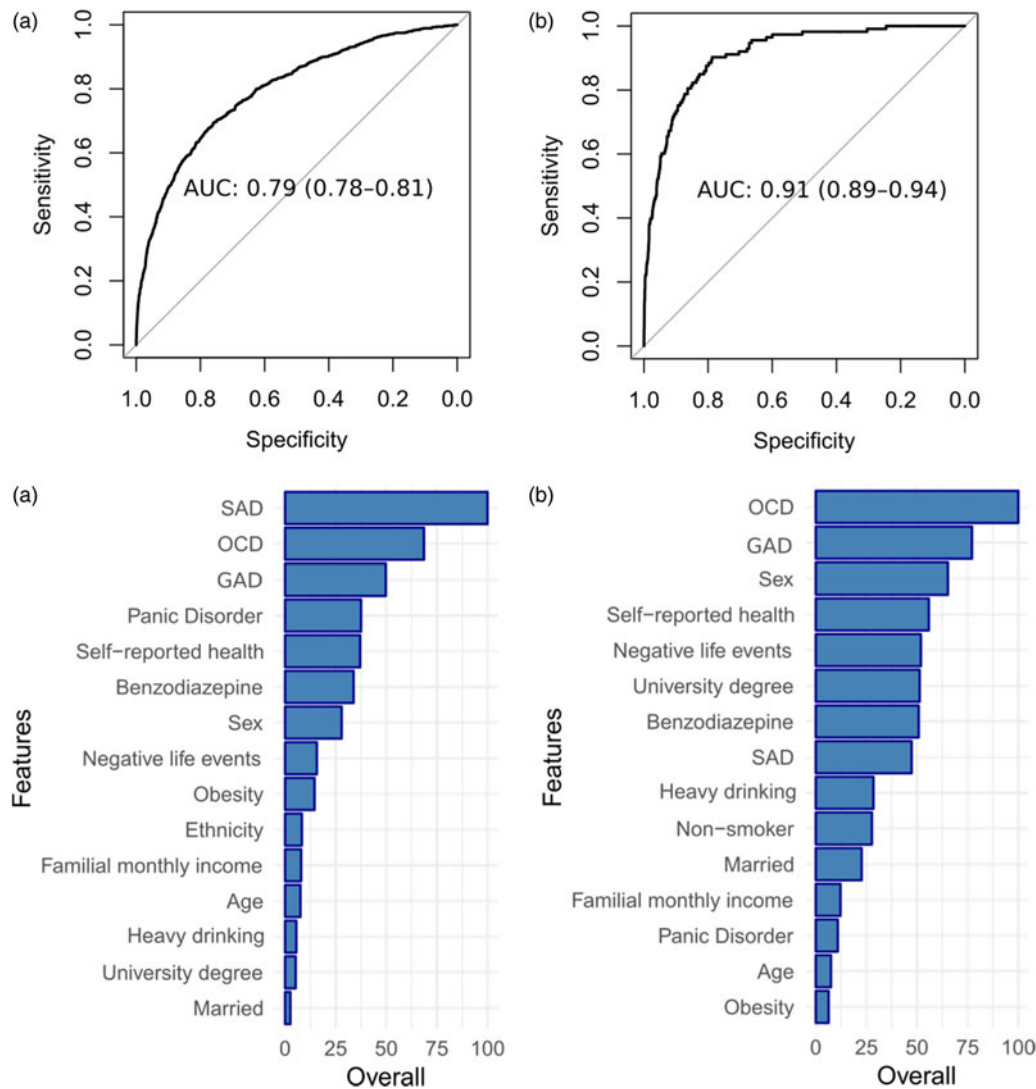 (a)
1.0
0.8
0.6
0.4
0.2
0.0
Sensitivity
AUC: 0.79 (0.78–0.81)
1.0 0.8 0.6 0.4 0.2 0.0
Specificity
(b)
1.0
0.8
0.6
0.4
0.2
0.0
Sensitivity
AUC: 0.91 (0.89–0.94)
1.0 0.8 0.6 0.4 0.2 0.0
Specificity
(a)
Features
SAD
OCD
GAD
Panic Disorder
Self-reported health
Benzodiazepine
Sex
Negative life events
Obesity
Ethnicity
Familial monthly income
Age
Heavy drinking
University degree
Married
0 25 50 75 100
Overall
(b)
Features
OCD
GAD
Sex
Self-reported health
Negative life events
University degree
Benzodiazepine
SAD
Heavy drinking
Non-smoker
Married
Familial monthly income
Panic Disorder
Age
Obesity
0 25 50 75 100
Overall